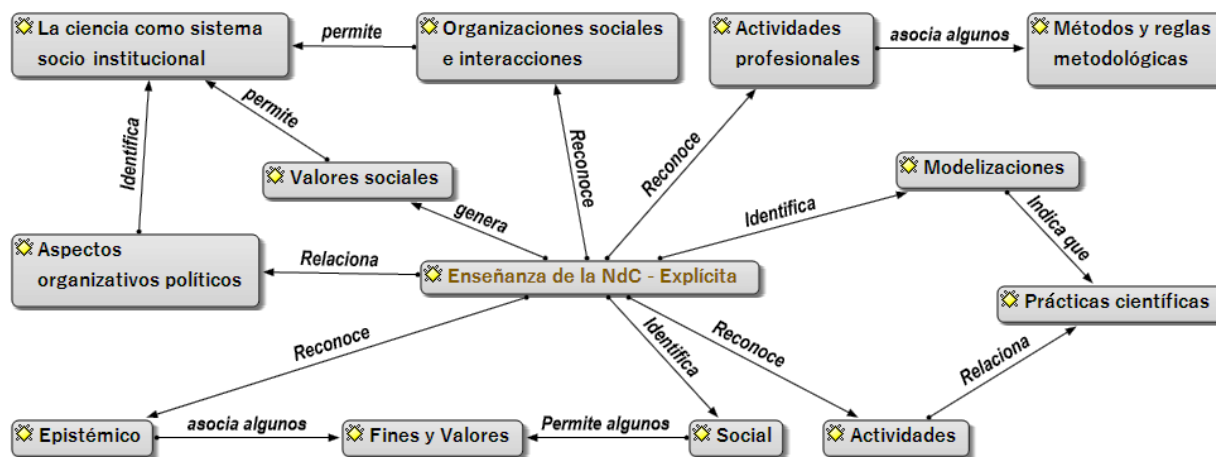 La ciencia como sistema
socio institucional
permite
Organizaciones sociales
e interacciones
Actividades
profesionales
asocia algunos
Métodos y reglas
metodológicas
Identifica
permite
Reconoce
Reconoce
Valores sociales
genera
Identifica
Modelizaciones
Indica que
Aspectos
organizativos políticos
Relaciona
Enseñanza de la NdC - Explícita
Prácticas científicas
Reconoce
Identifica
Reconoce
Relaciona
Epistémico
asocia algunos
Fines y Valores
Permite algunos
Social
Actividades